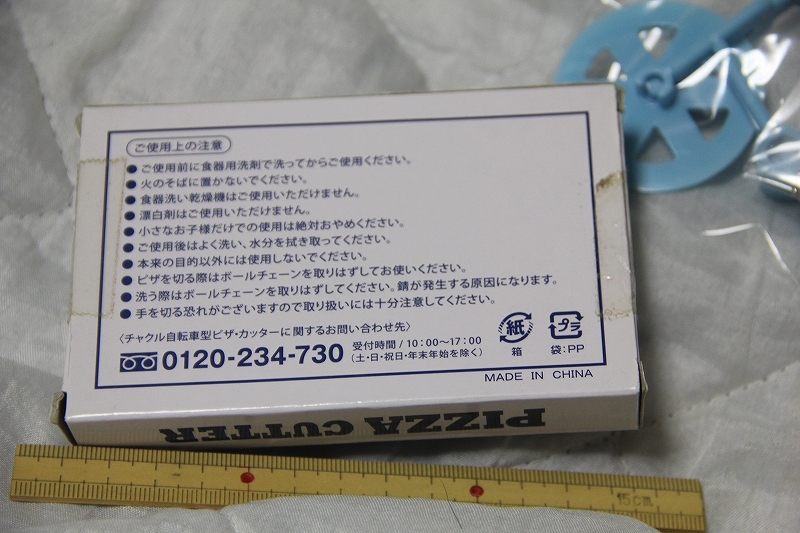 ご使用上の注意
●ご使用前に食器用洗剤で洗ってからご使用ください。
●火のそばに置かないでください。
●食器洗い乾燥機はご使用いただけません。
●漂白剤はご使用いただけません。
●小さなお子様だけでの使用は絶対おやめください。
●ご使用後はよく洗い、水分を拭き取ってください。
●本来の目的以外には使用しないでください。
●ピザを切る際はボールチェーンを取りはずしてお使いください。
●洗う際はボールチェーンを取りはずしてください。錆が発生する原因になります。
●手を切る恐れがございますので取り扱いには十分注意してください。
〈チャクル自転車型ピザ・カッターに関するお問い合わせ先〉
0120-234-730
受付時間/10:00〜17:00
(土・日・祝日・年末年始を除く)
紙
箱
プラ
袋:PP
MADE IN CHINA
PIZZA CUTTER
15cm